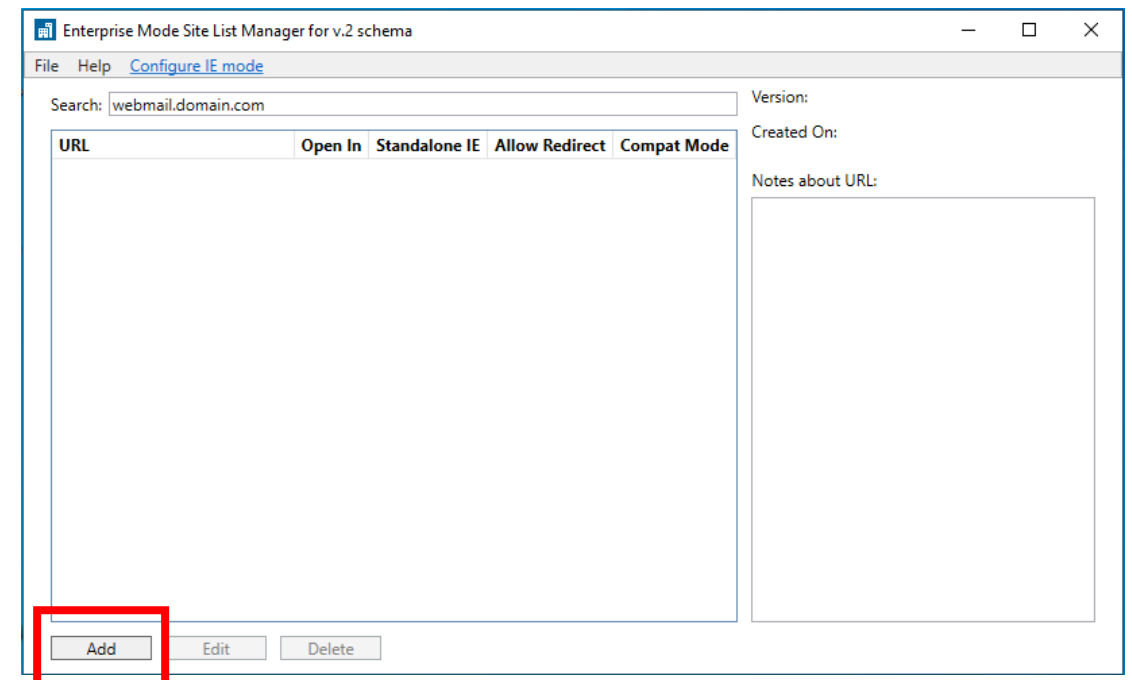 Enterprise Mode Site List Manager for v.2 schema
File Help Configure IE mode
Search: webmail.domain.com
Version:
Created On:
URL Open In Standalone IE Allow Redirect Compat Mode
Notes about URL:
Add Edit Delete